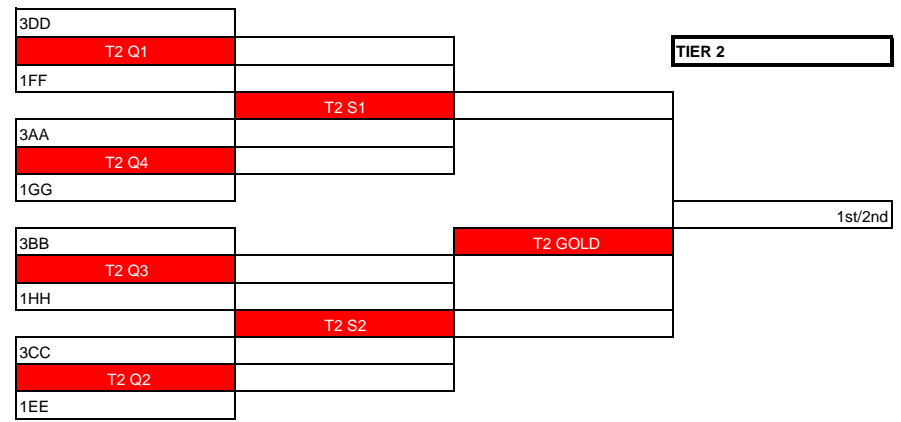 3DD
T2 Q1
TIER 2
1FF
T2 S1
3AA
T2 Q4
1GG
1st/2nd
3BB
T2 GOLD
T2 Q3
1HH
T2 S2
3CC
T2 Q2
1EE